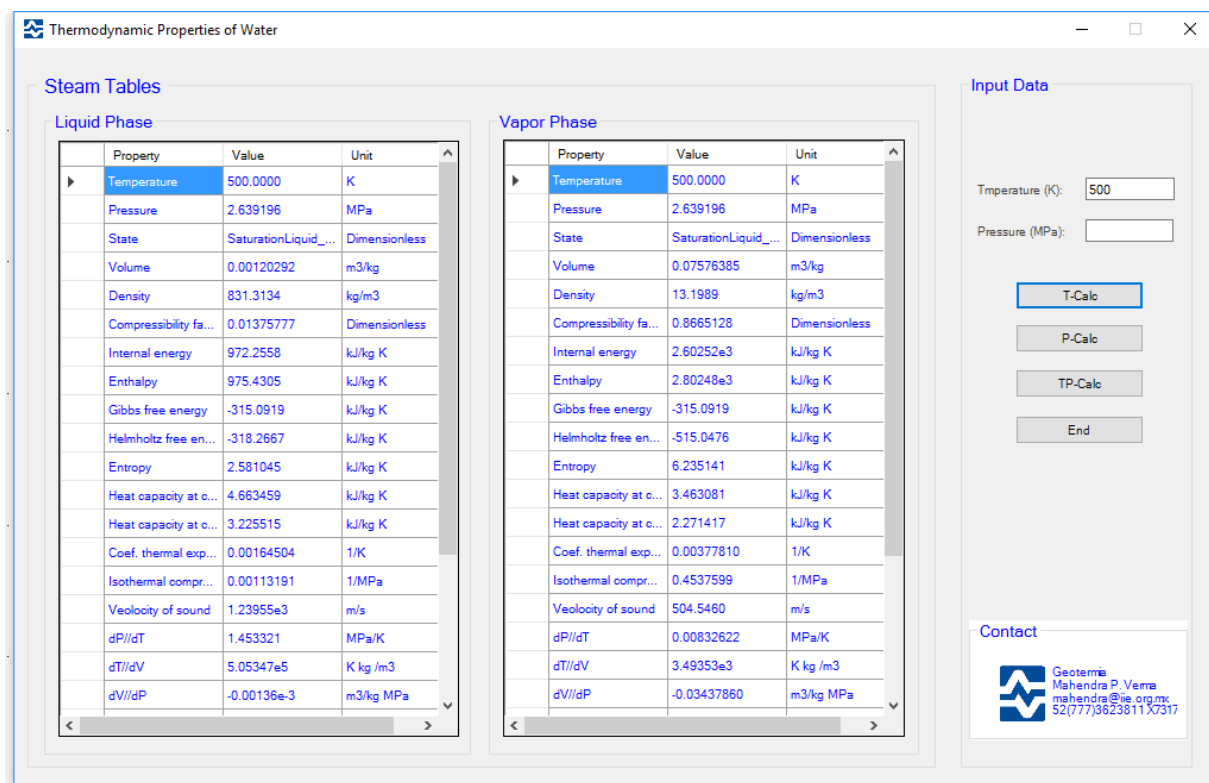 Thermodynamic Properties of Water
Steam Tables
Liquid Phase
Property Value Unit
Temperature 500.0000 K
Pressure 2.639196 MPa
State SaturationLiquid_... Dimensionless
Volume 0.00120292 m3/kg
Density 831.3134 kg/m3
Compressibility fa... 0.01375777 Dimensionless
Internal energy 972.2558 kJ/kg K
Enthalpy 975.4305 kJ/kg K
Gibbs free energy -315.0919 kJ/kg K
Helmholtz free en... -318.2667 kJ/kg K
Entropy 2.581045 kJ/kg K
Heat capacity at c... 4.663459 kJ/kg K
Heat capacity at c... 3.225515 kJ/kg K
Coef. thermal exp... 0.00164504 1/K
Isothermal compr... 0.00113191 1/MPa
Veolocity of sound 1.23955e3 m/s
dP//dT 1.453321 MPa/K
dT//dV 5.05347e5 K kg /m3
dV//dP -0.00136e-3 m3/kg MPa
Vapor Phase
Property Value Unit
Temperature 500.0000 K
Pressure 2.639196 MPa
State SaturationLiquid_... Dimensionless
Volume 0.07576385 m3/kg
Density 13.1989 kg/m3
Compressibility fa... 0.8665128 Dimensionless
Internal energy 2.60252e3 kJ/kg K
Enthalpy 2.80248e3 kJ/kg K
Gibbs free energy -315.0919 kJ/kg K
Helmholtz free en... -515.0476 kJ/kg K
Entropy 6.235141 kJ/kg K
Heat capacity at c... 3.463081 kJ/kg K
Heat capacity at c... 2.271417 kJ/kg K
Coef. thermal exp... 0.00377810 1/K
Isothermal compr... 0.4537599 1/MPa
Veolocity of sound 504.5460 m/s
dP//dT 0.00832622 MPa/K
dT//dV 3.49353e3 K kg /m3
dV//dP -0.03437860 m3/kg MPa
Input Data
Tmperature (K): 500
Pressure (MPa):
T-Calc
P-Calc
TP-Calc
End
Contact
Geotermia
Mahendra P. Verma
mahendra@iie.org.mx
52(777)3623811 X7317